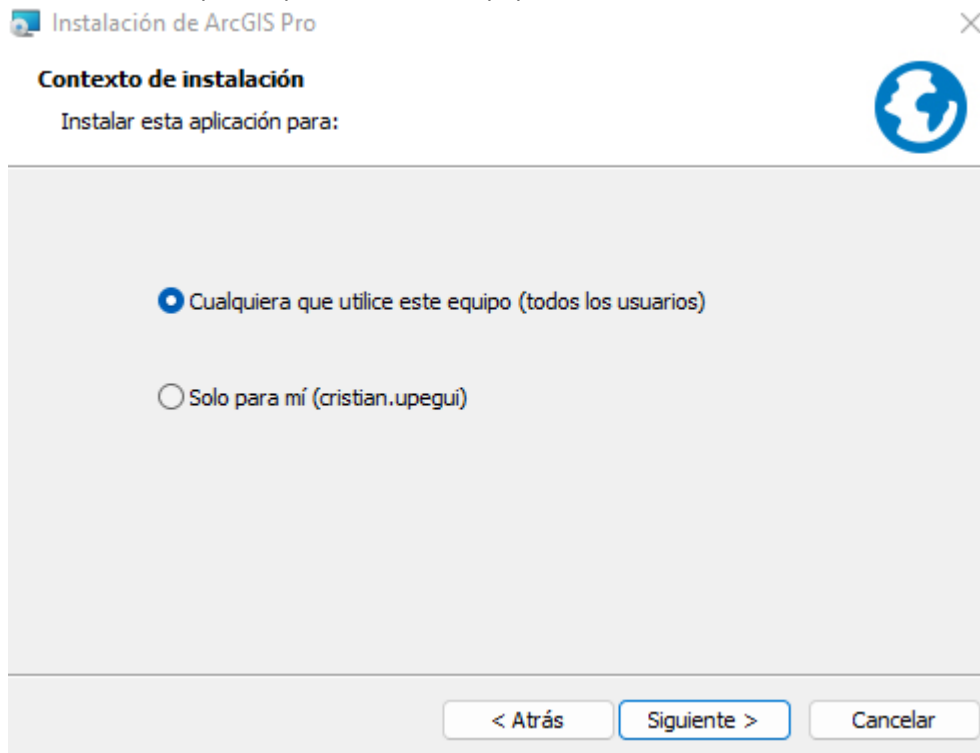 Instalación de ArcGIS Pro
Contexto de instalación
Instalar esta aplicación para:
Cualquiera que utilice este equipo (todos los usuarios)
Solo para mí (cristian.upegui)
< Atrás
Siguiente >
Cancelar